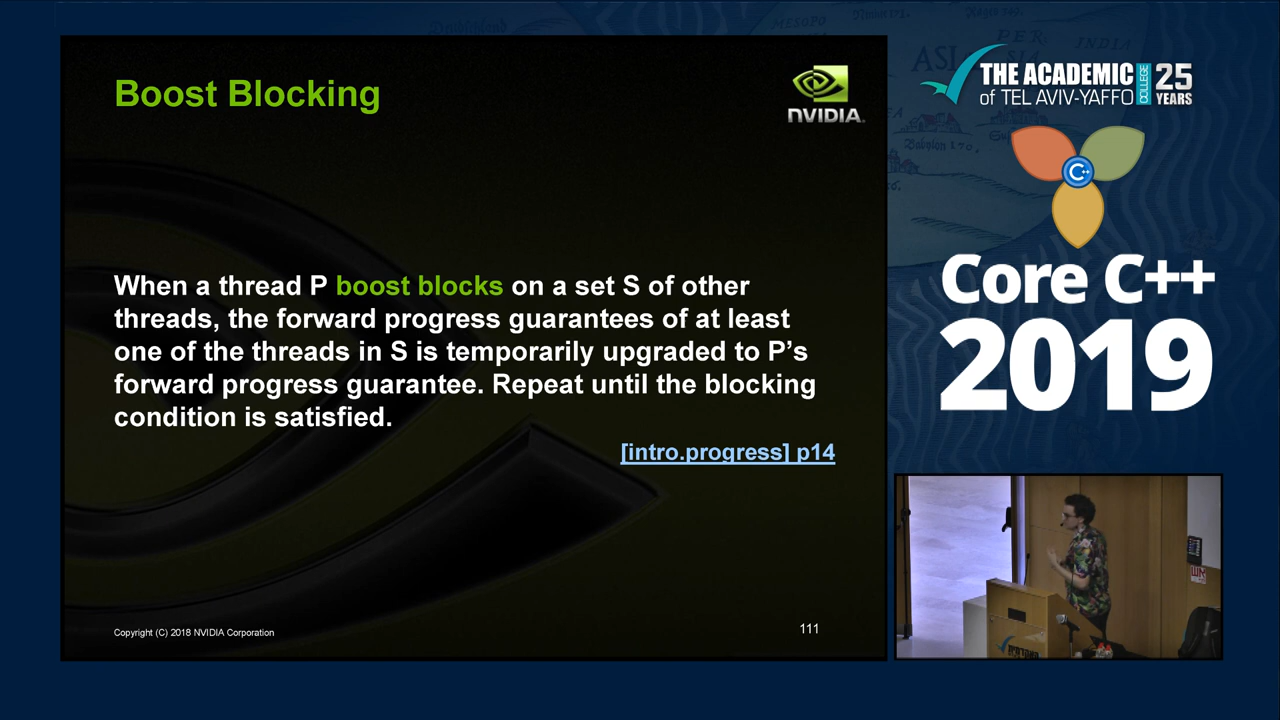 Boost Blocking
NVIDIA.
When a thread P boost blocks on a set S of other
threads, the forward progress guarantees of at least
one of the threads in S is temporarily upgraded to P’s
forward progress guarantee. Repeat until the blocking
condition is satisfied.
[intro.progress] p14
Copyright (C) 2018 NVIDIA Corporation
111
THE ACADEMIC
of TEL AVIV-YAFFO
COLLEGE
25
YEARS
C++
Core C++
2019